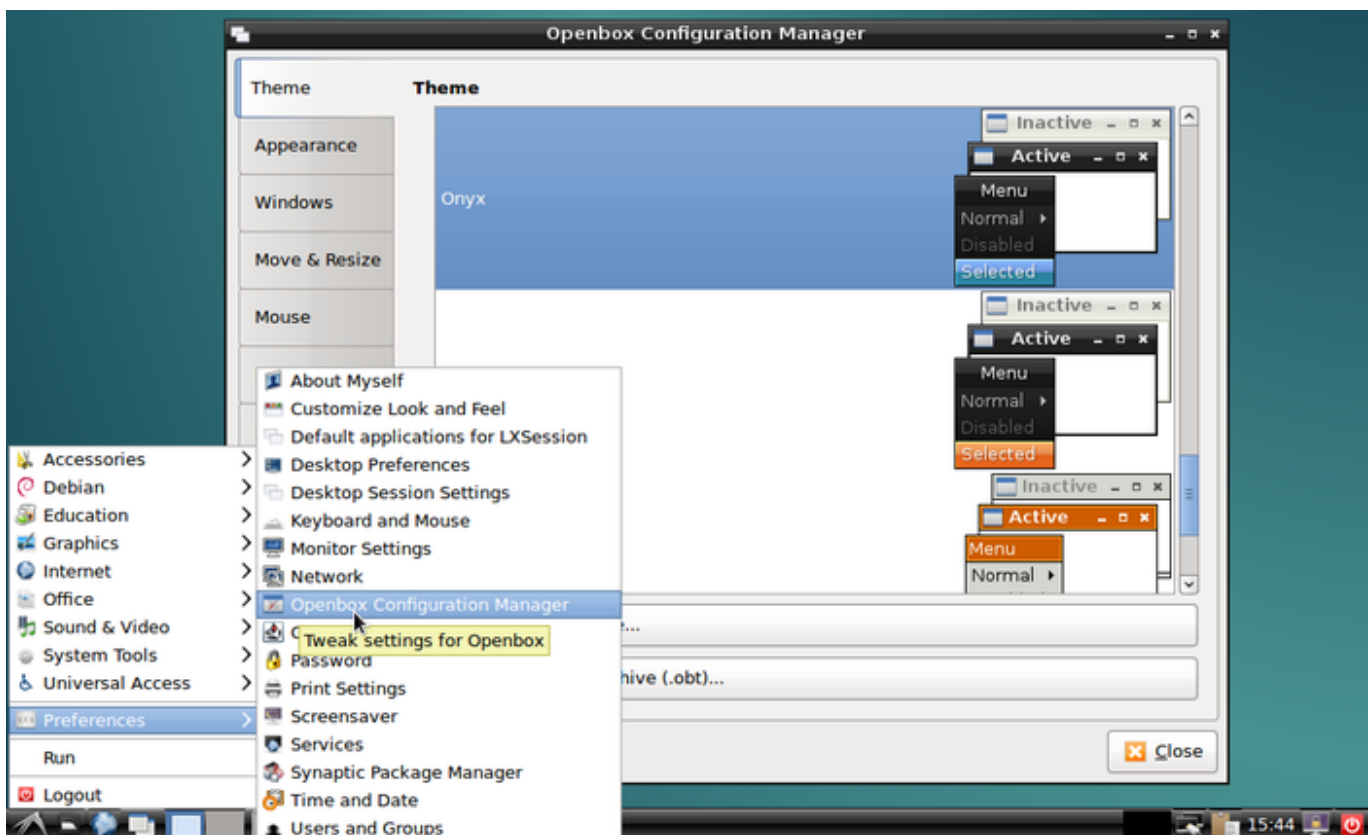 Openbox Configuration Manager
Theme
Appearance
Windows
Move & Resize
Mouse
Theme
Onyx
Inactive
Active
Menu
Normal
Disabled
Selected
Inactive
Active
Menu
Normal
Disabled
Selected
Inactive
Active
Menu
Normal
...
hive (.obt)...
Close
Accessories
Debian
Education
Graphics
Internet
Office
Sound & Video
System Tools
Universal Access
Preferences
Run
Logout
About Myself
Customize Look and Feel
Default applications for LXSession
Desktop Preferences
Desktop Session Settings
Keyboard and Mouse
Monitor Settings
Network
Openbox Configuration Manager
Tweak settings for Openbox
Password
Print Settings
Screensaver
Services
Synaptic Package Manager
Time and Date
Users and Groups
15:44